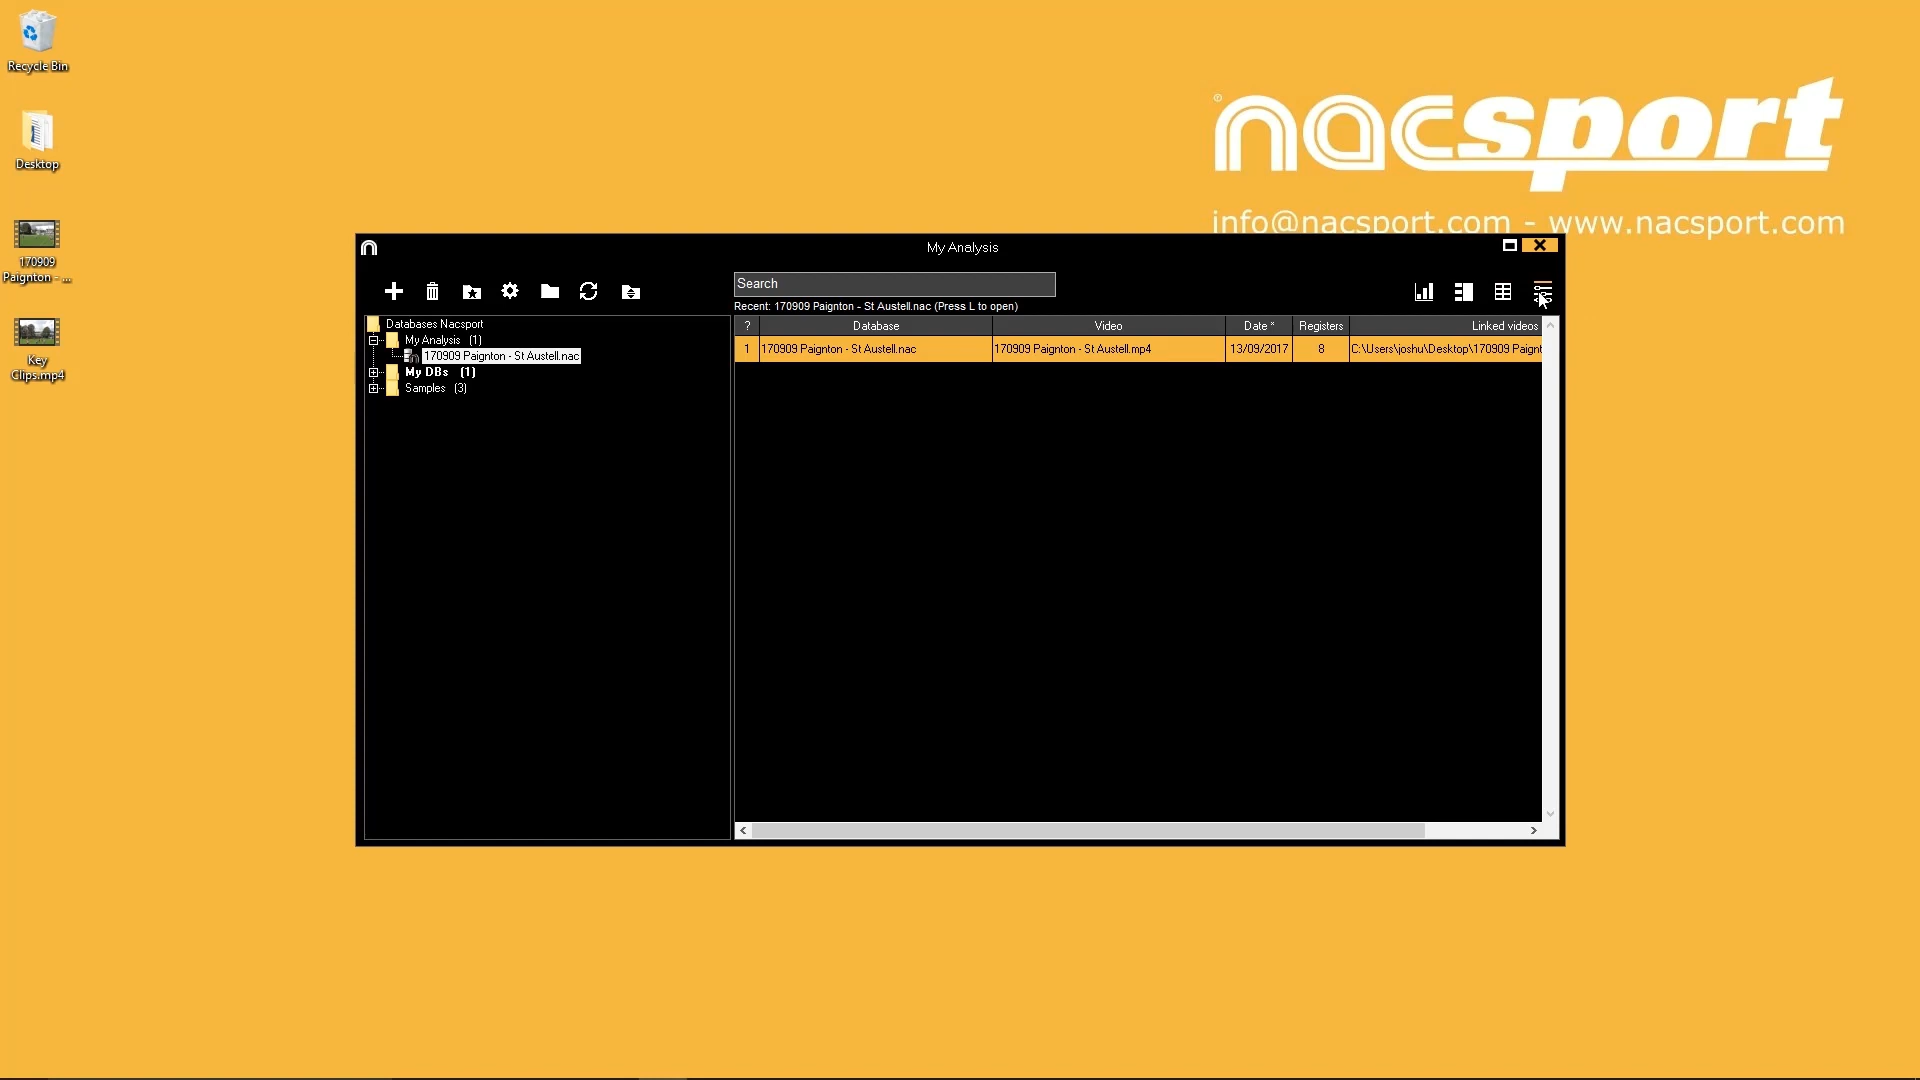 Recycle Bin
Desktop
170909
Paignton - ...
Key
Clips.mp4
nacsport
info@nacsport.com - www.nacsport.com
My Analysis
Search
Recent: 170909 Paignton - St Austell.nac (Press L to open)
Databases Nacsport
My Analysis (1)
170909 Paignton - St Austell.nac
My DBs (1)
Samples (3)
? Database Video Date * Registers Linked videos
1 170909 Paignton - St Austell.nac 170909 Paignton - St Austell.mp4 13/09/2017 8 C:\Users\joshu\Desktop\170909 Paignt